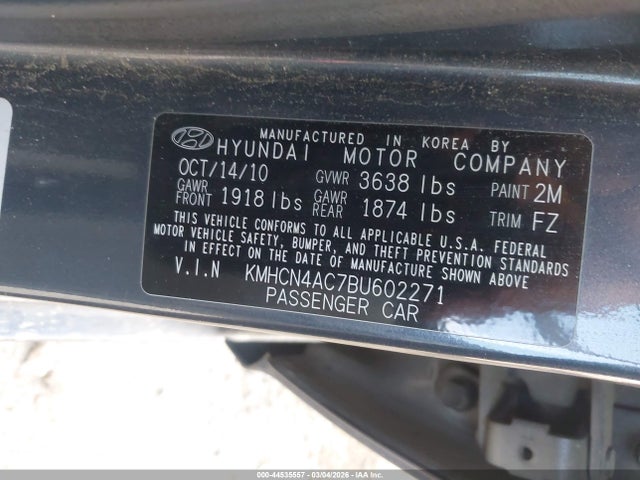 MANUFACTURED IN KOREA BY
HYUNDAI MOTOR COMPANY
OCT/14/10 GVWR 3638 lbs PAINT 2M
GAWR FRONT 1918 lbs GAWR REAR 1874 lbs TRIM FZ
THIS VEHICLE CONFORMS TO ALL APPLICABLE U.S.A. FEDERAL
MOTOR VEHICLE SAFETY, BUMPER, AND THEFT PREVENTION STANDARDS
IN EFFECT ON THE DATE OF MANUFACTURE SHOWN ABOVE
V.I.N KMHCN4AC7BU602271
PASSENGER CAR
© IAA - 44535557 - 03/04/2026 - COPART